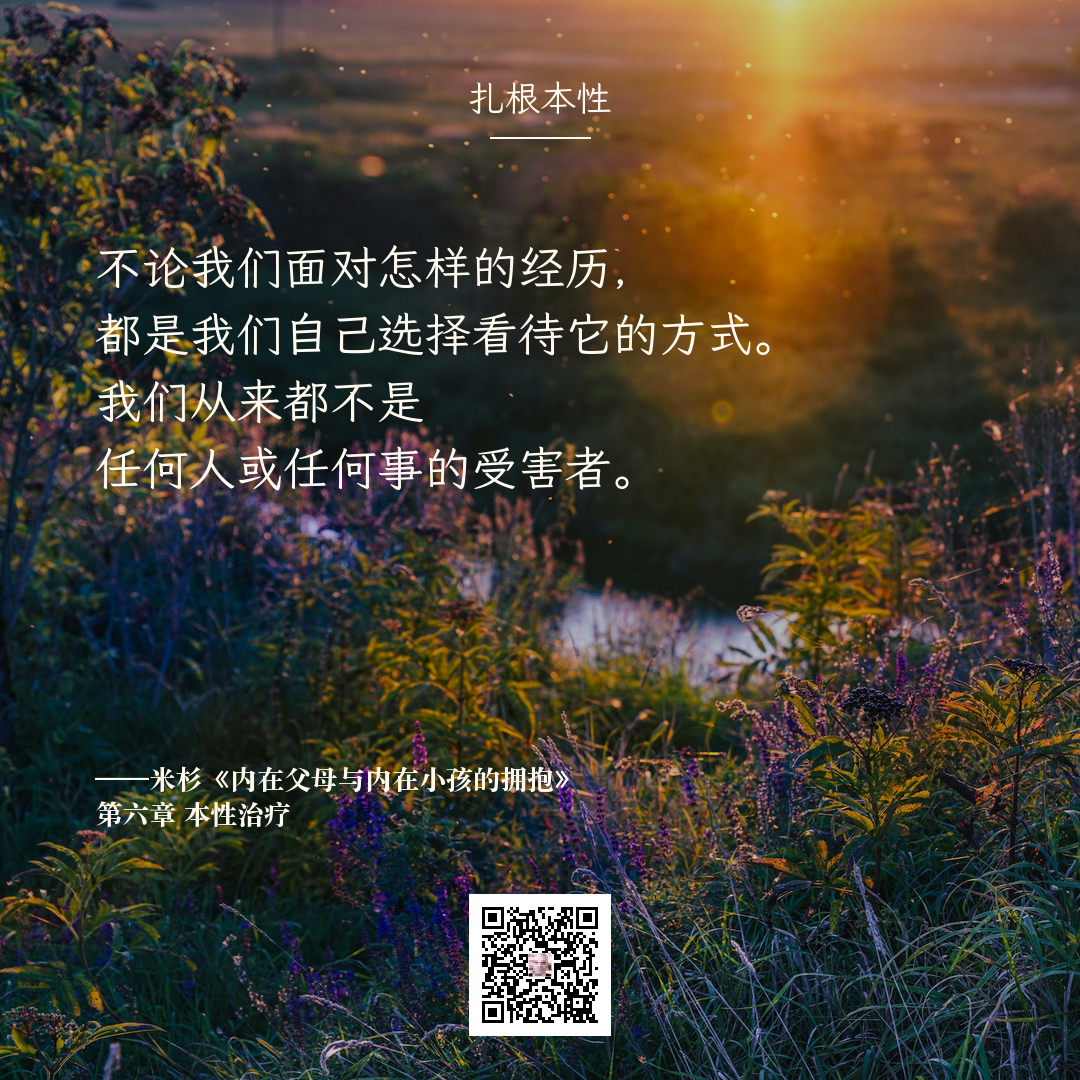 扎根本性
不论我们面对怎样的经历,
都是我们自己选择看待它的方式。
我们从来都不是
任何人或任何事的受害者。
——米杉《内在父母与内在小孩的拥抱》
第六章 本性治疗